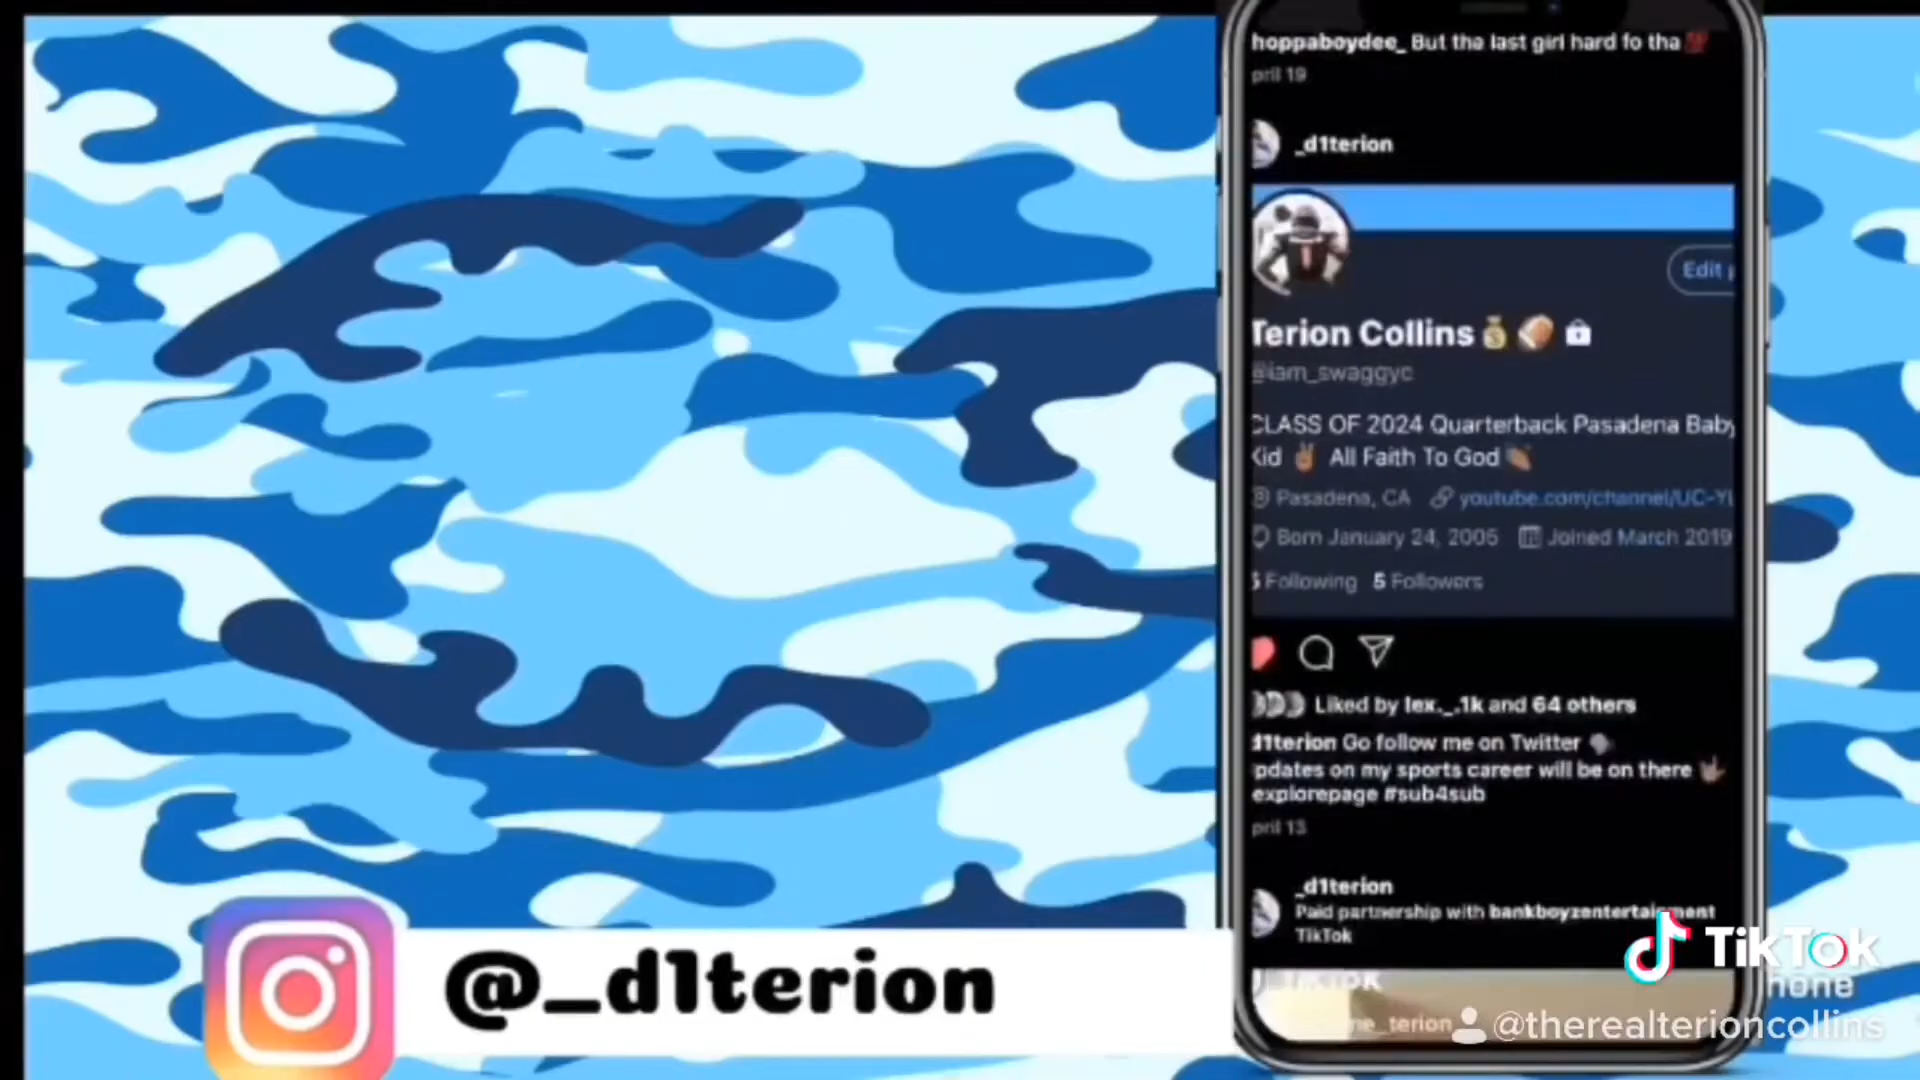 hoppaboydee_ But tha last girl hard fo tha💯
pril 19
_d1terion
Edit
Terion Collins💰🏈
@iam_swaggyc
CLASS OF 2024 Quarterback Pasadena Baby
Kid ✌🏾 All Faith To God👏🏾
Pasadena, CA youtube.com/channel/UC-YL
Born January 24, 2005 Joined March 2019
Following 5 Followers
Liked by lex._.1k and 64 others
d1terion Go follow me on Twitter 🗣
pdates on my sports career will be on there 🤟🏾
explorepage #sub4sub
pril 13
_d1terion
Paid partnership with bankboyzentertainment
TikTok
TikTok
me_terion
@_d1terion
TikTok
hone
@therealterioncollins